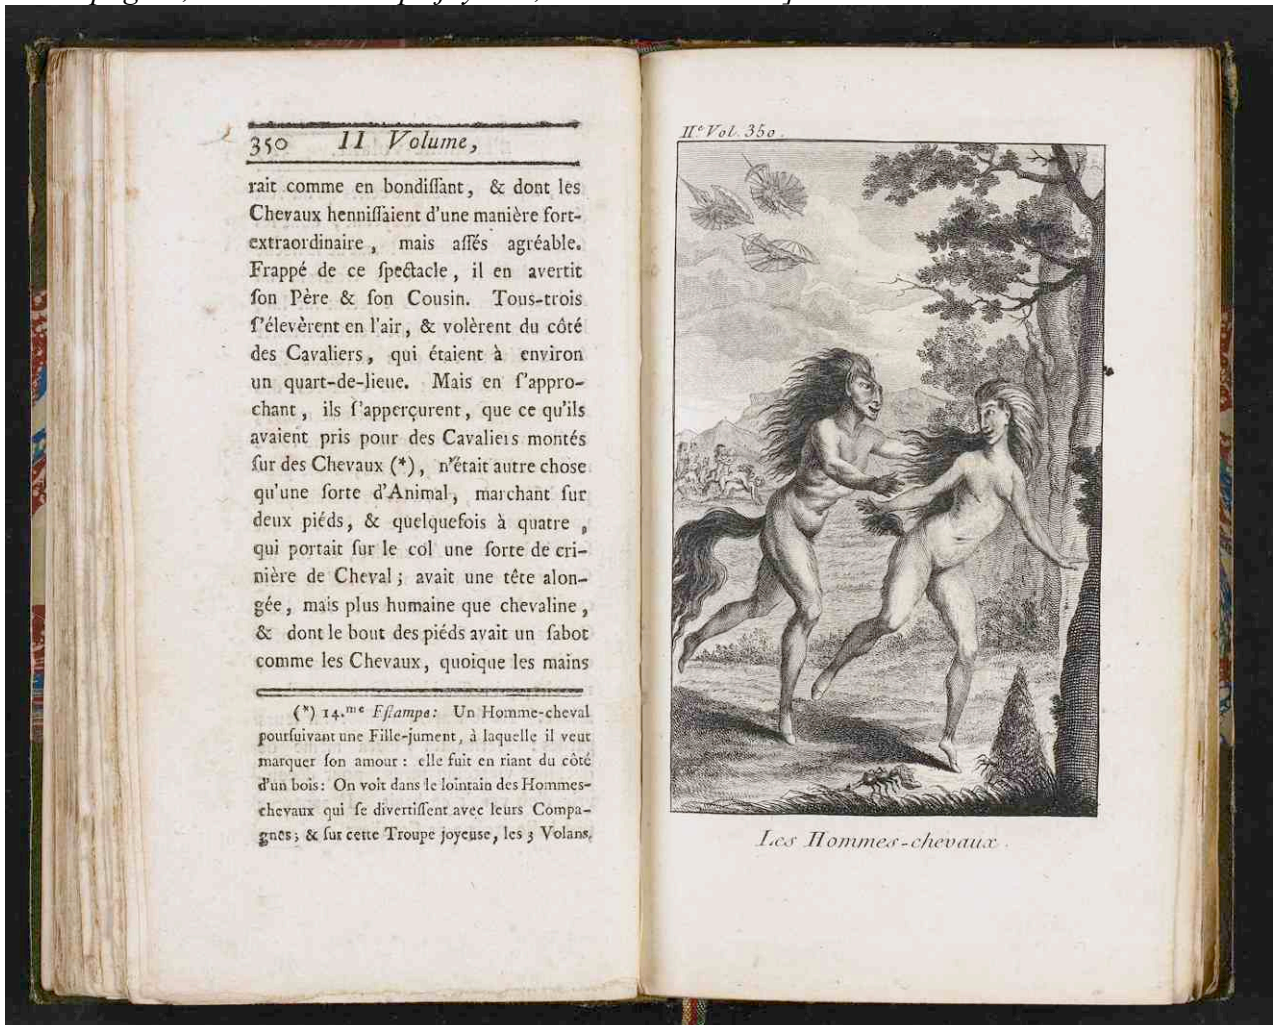 350 II Volume,
rait comme en bondiſſant, & dont les
Chevaux henniſſaient d'une manière fort-
extraordinaire, mais aſſés agréable.
Frappé de ce ſpectacle, il en avertit
ſon Père & ſon Couſin. Tous-trois
ſ'élevèrent en l'air, & volèrent du côté
des Cavaliers, qui étaient à environ
un quart-de-lieue. Mais en ſ'appro-
chant, ils ſ'apperçurent, que ce qu'ils
avaient pris pour des Cavaliers montés
ſur des Chevaux (*), n'était autre choſe
qu'une ſorte d'Animal, marchant ſur
deux piéds, & quelquefois à quatre,
qui portait ſur le col une ſorte de cri-
nière de Cheval; avait une tête alon-
gée, mais plus humaine que chevaline,
& dont le bout des piéds avait un ſabot
comme les Chevaux, quoique les mains
(*) 14.me Eſtampe: Un Homme-cheval
pourſuivant une Fille-jument, à laquelle il veut
marquer ſon amour: elle fuit en riant du côté
d'un bois: On voit dans le lointain des Hommes-
chevaux qui ſe divertiſſent avec leurs Compa-
gnes; & ſur cette Troupe joyeuſe, les 3 Volans.
II.e Vol. 350.
Les Hommes-chevaux.